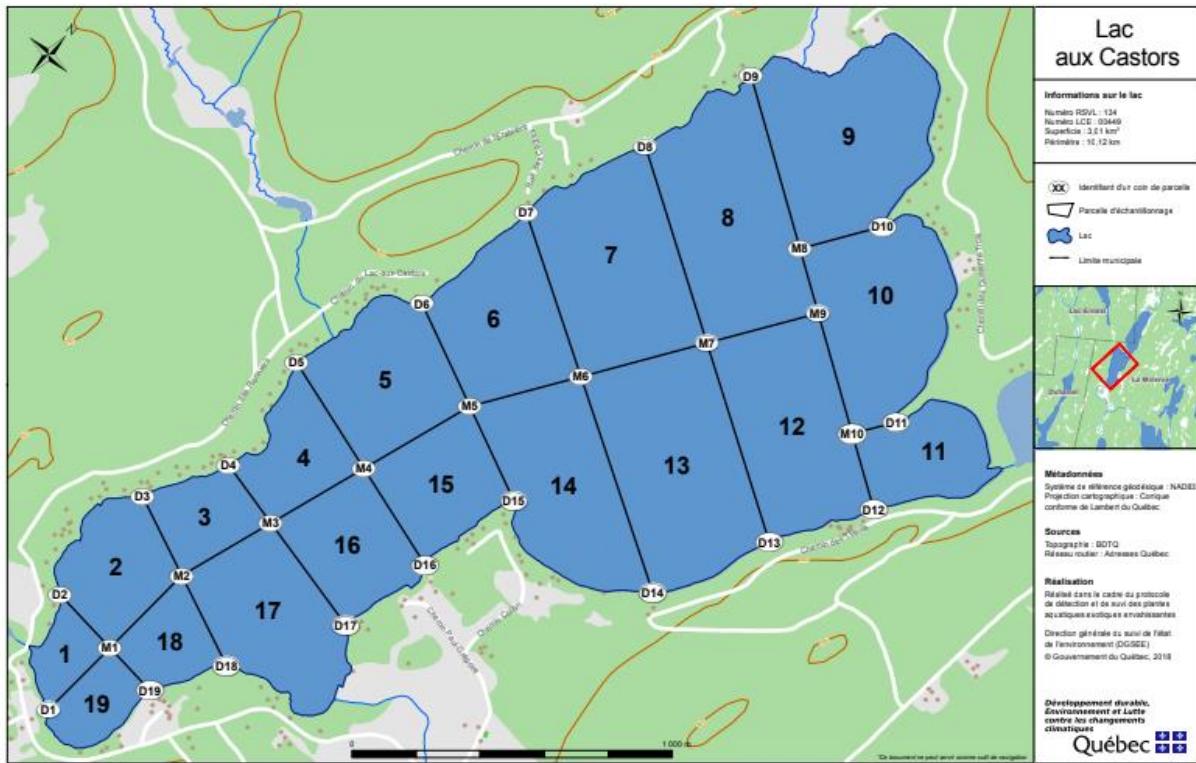 Lac
aux Castors
Informations sur le lac
Numéro RSVL : 134
Numéro LCE : 03449
Superficie : 3,01 km²
Périmètre : 10,12 km
XX
Identifiant d'un coin de parcelle
Parcelle d'échantillonnage
Lac
Limite municipale
La Minerve
Métadonnées
Système de référence géodésique : NAD83
Projection cartographique : Conique
conforme de Lambert du Québec
Sources
Topographie : BDTQ
Réseau routier : Adresses Québec
Réalisation
Réalisé dans le cadre du protocole
de détection et de suivi des plantes
aquatiques exotiques envahissantes
Direction générale du suivi de l'état
de l'environnement (DGSEE)
© Gouvernement du Québec, 2018
Développement durable,
Environnement et Lutte
contre les changements
climatiques
Québec
D9
9
D8
8
D7
7
M8
D10
10
D6
6
M9
M7
D5
5
M6
M5
D11
M10
11
12
D4
4
M4
13
D3
3
15
14
D15
D12
M3
D13
16
2
M2
D16
D14
D2
17
D17
1
M1
18
D18
D1
19
D19
Chemin du Lac-aux-Castors
0
1 000 m
*Ce document ne peut servir comme outil de navigation